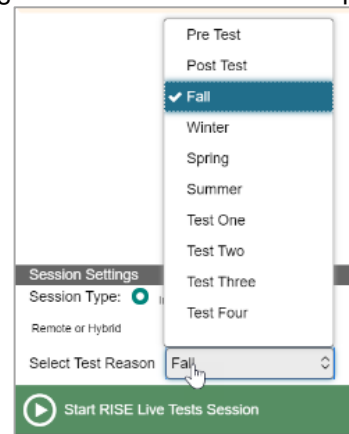 Pre Test
Post Test
Fall
Winter
Spring
Summer
Test One
Test Two
Test Three
Test Four
Session Settings
Session Type:
Remote or Hybrid
Select Test Reason Fall
Start RISE Live Tests Session